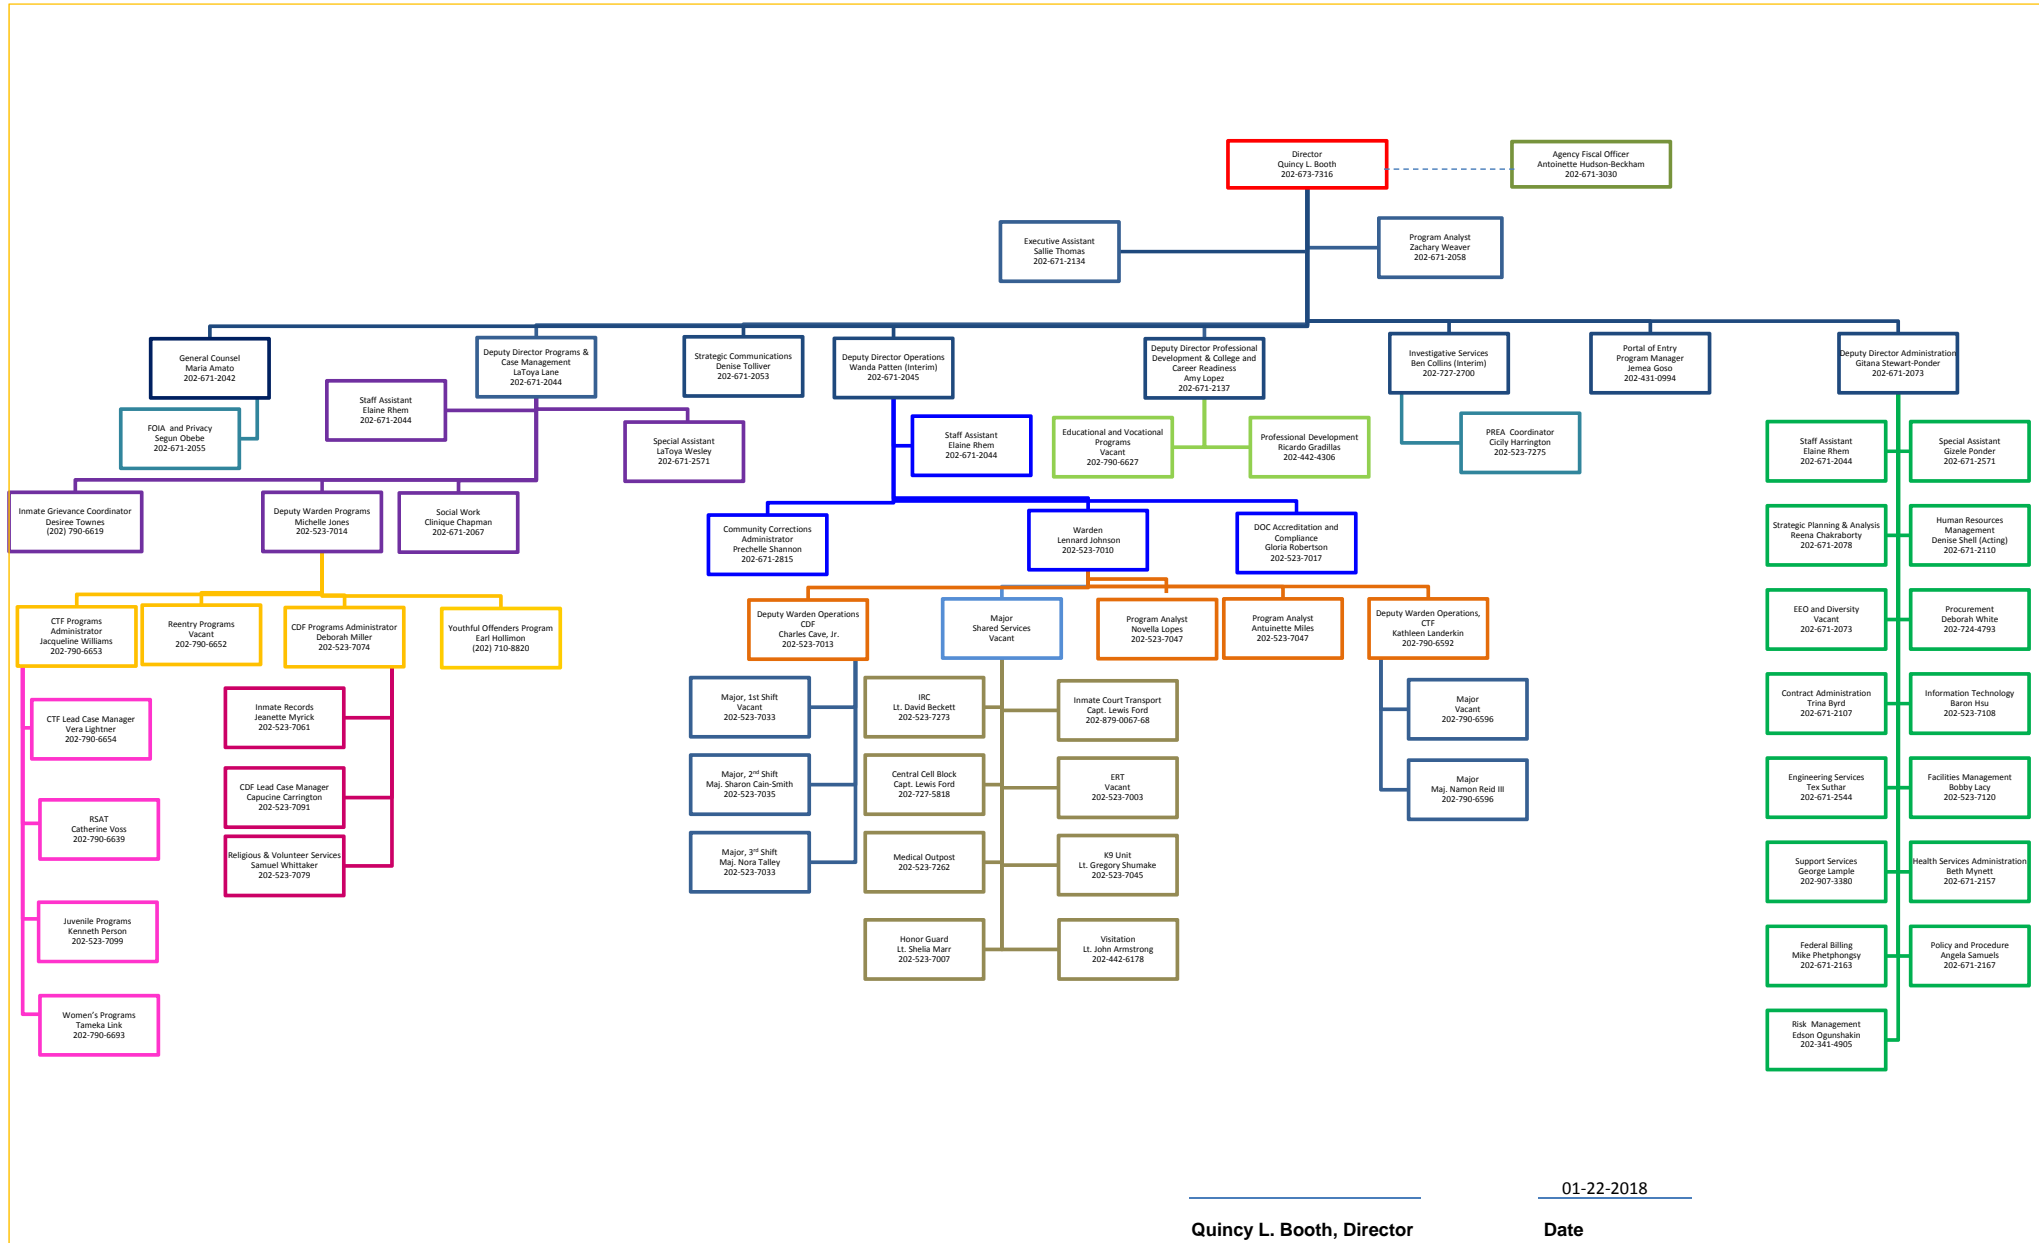 Director
Quincy L. Booth
202-673-7316
Agency Fiscal Officer
Antoinette Hudson-Beckham
202-671-3030
Executive Assistant
Sallie Thomas
202-671-2134
Program Analyst
Zachary Weaver
202-671-2058
General Counsel
Maria Amato
202-671-2042
Deputy Director Programs &
Case Management
LaToya Lane
202-671-2044
Strategic Communications
Denise Tolliver
202-671-2053
Deputy Director Operations
Wanda Patten (Interim)
202-671-2045
Deputy Director Professional
Development & College and
Career Readiness
Amy Lopez
202-671-2137
Investigative Services
Ben Collins (Interim)
202-727-2700
Portal of Entry
Program Manager
Jemea Goso
202-431-0994
Deputy Director Administration
Gitana Stewart-Ponder
202-671-2073
FOIA  and Privacy
Segun Obebe
202-671-2055
Staff Assistant
Elaine Rhem
202-671-2044
Special Assistant
LaToya Wesley
202-671-2571
Staff Assistant
Elaine Rhem
202-671-2044
Educational and Vocational
Programs
Vacant
202-790-6627
Professional Development
Ricardo Gradillas
202-442-4306
PREA  Coordinator
Cicily Harrington
202-523-7275
Staff Assistant
Elaine Rhem
202-671-2044
Special Assistant
Gizele Ponder
202-671-2571
Inmate Grievance Coordinator
Desiree Townes
(202) 790-6619
Deputy Warden Programs
Michelle Jones
202-523-7014
Social Work
Clinique Chapman
202-671-2067
Community Corrections
Administrator
Prechelle Shannon
202-671-2815
Warden
Lennard Johnson
202-523-7010
DOC Accreditation and
Compliance
Gloria Robertson
202-523-7017
Strategic Planning & Analysis
Reena Chakraborty
202-671-2078
Human Resources
Management
Denise Shell (Acting)
202-671-2110
CTF Programs
Administrator
Jacqueline Williams
202-790-6653
Reentry Programs
Vacant
202-790-6652
CDF Programs Administrator
Deborah Miller
202-523-7074
Youthful Offenders Program
Earl Hollimon
(202) 710-8820
Deputy Warden Operations
CDF
Charles Cave, Jr.
202-523-7013
Major
Shared Services
Vacant
Program Analyst
Novella Lopes
202-523-7047
Program Analyst
Antuinette Miles
202-523-7047
Deputy Warden Operations,
CTF
Kathleen Landerkin
202-790-6592
EEO and Diversity
Vacant
202-671-2073
Procurement
Deborah White
202-724-4793
CTF Lead Case Manager
Vera Lightner
202-790-6654
Inmate Records
Jeanette Myrick
202-523-7061
Major, 1st Shift
Vacant
202-523-7033
IRC
Lt. David Beckett
202-523-7273
Inmate Court Transport
Capt. Lewis Ford
202-879-0067-68
Major
Vacant
202-790-6596
Contract Administration
Trina Byrd
202-671-2107
Information Technology
Baron Hsu
202-523-7108
RSAT
Catherine Voss
202-790-6639
CDF Lead Case Manager
Capucine Carrington
202-523-7091
Major, 2nd Shift
Maj. Sharon Cain-Smith
202-523-7035
Central Cell Block
Capt. Lewis Ford
202-727-5818
ERT
Vacant
202-523-7003
Major
Maj. Namon Reid III
202-790-6596
Engineering Services
Tex Suthar
202-671-2544
Facilities Management
Bobby Lacy
202-523-7120
Religious & Volunteer Services
Samuel Whittaker
202-523-7079
Major, 3rd Shift
Maj. Nora Talley
202-523-7033
Medical Outpost
202-523-7262
K9 Unit
Lt. Gregory Shumake
202-523-7045
Support Services
George Lample
202-907-3380
Health Services Administration
Beth Mynett
202-671-2157
Juvenile Programs
Kenneth Person
202-523-7099
Honor Guard
Lt. Shelia Marr
202-523-7007
Visitation
Lt. John Armstrong
202-442-6178
Federal Billing
Mike Phetphongsy
202-671-2163
Policy and Procedure
Angela Samuels
202-671-2167
Women's Programs
Tameka Link
202-790-6693
Risk  Management
Edson Ogunshakin
202-341-4905
01-22-2018
Quincy L. Booth, Director
Date